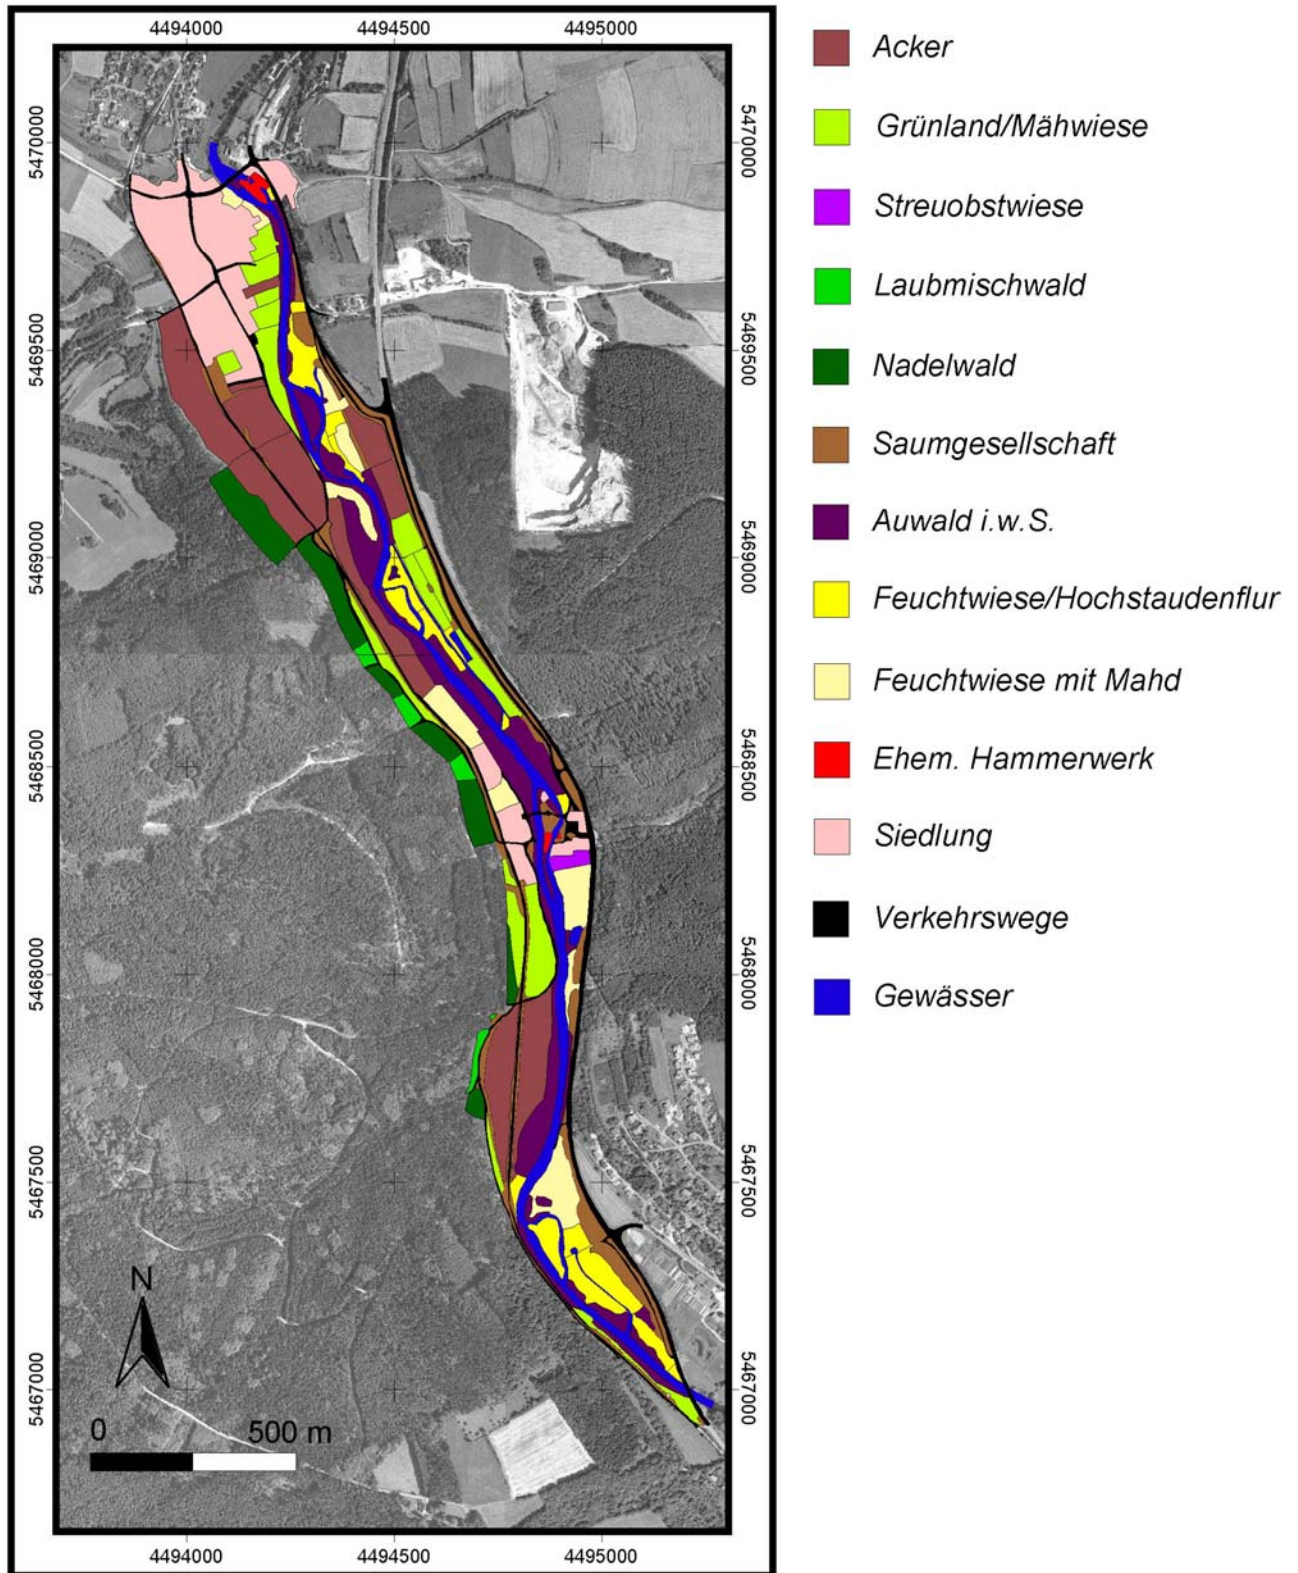 4494000 4494500 4495000
5470000 5470000
5469500 5469500
5469000 5469000
5468500 5468500
5468000 5468000
5467500 5467500
5467000 5467000
N
0 500 m
4494000 4494500 4495000
Acker
Grünland/Mähwiese
Streuobstwiese
Laubmischwald
Nadelwald
Saumgesellschaft
Auwald i.w.S.
Feuchtwiese/Hochstaudenflur
Feuchtwiese mit Mahd
Ehem. Hammerwerk
Siedlung
Verkehrswege
Gewässer